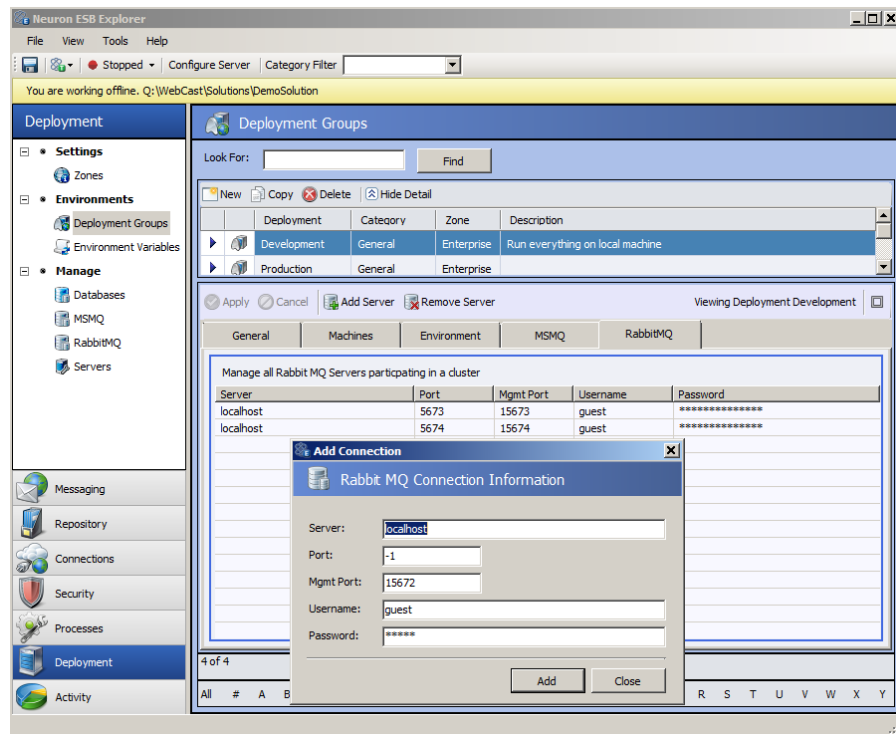 Neuron ESB Explorer
File View Tools Help
Stopped Configure Server Category Filter
You are working offline. Q:\WebCast\Solutions\DemoSolution
Deployment
Settings
Zones
Environments
Deployment Groups
Environment Variables
Manage
Databases
MSMQ
RabbitMQ
Servers
Messaging
Repository
Connections
Security
Processes
Deployment
Activity
Deployment Groups
Look For: Find
New Copy Delete Hide Detail
Deployment Category Zone Description
Development General Enterprise Run everything on local machine
Production General Enterprise
Apply Cancel Add Server Remove Server Viewing Deployment Development
General Machines Environment MSMQ RabbitMQ
Manage all Rabbit MQ Servers particpating in a cluster
Server Port Mgmt Port Username Password
localhost 5673 15673 guest **************
localhost 5674 15674 guest **************
Add Connection
Rabbit MQ Connection Information
Server: localhost
Port: -1
Mgmt Port: 15672
Username: guest
Password: *****
Add Close
4 of 4
All # A B R S T U V W X Y